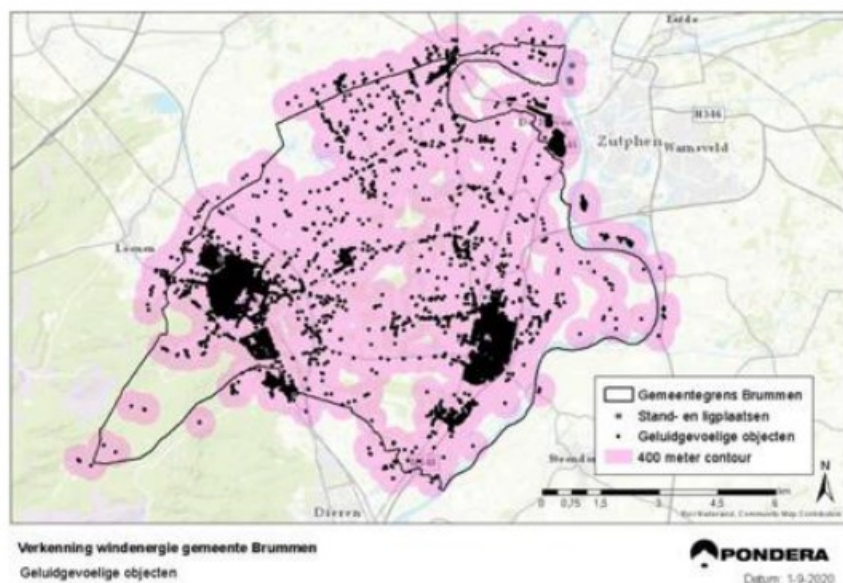 Eerde
N346
Zutphen
Warnsveld
Loenen
Dieren
Gemeentegrens Brummen
Stand- en ligplaatsen
Geluidgevoelige objecten
400 meter contour
N
km
0 0,75 1,5 3 4,5 6
Verkenning windenergie gemeente Brummen
Geluidgevoelige objecten
PONDERA
Datum: 1-9-2020